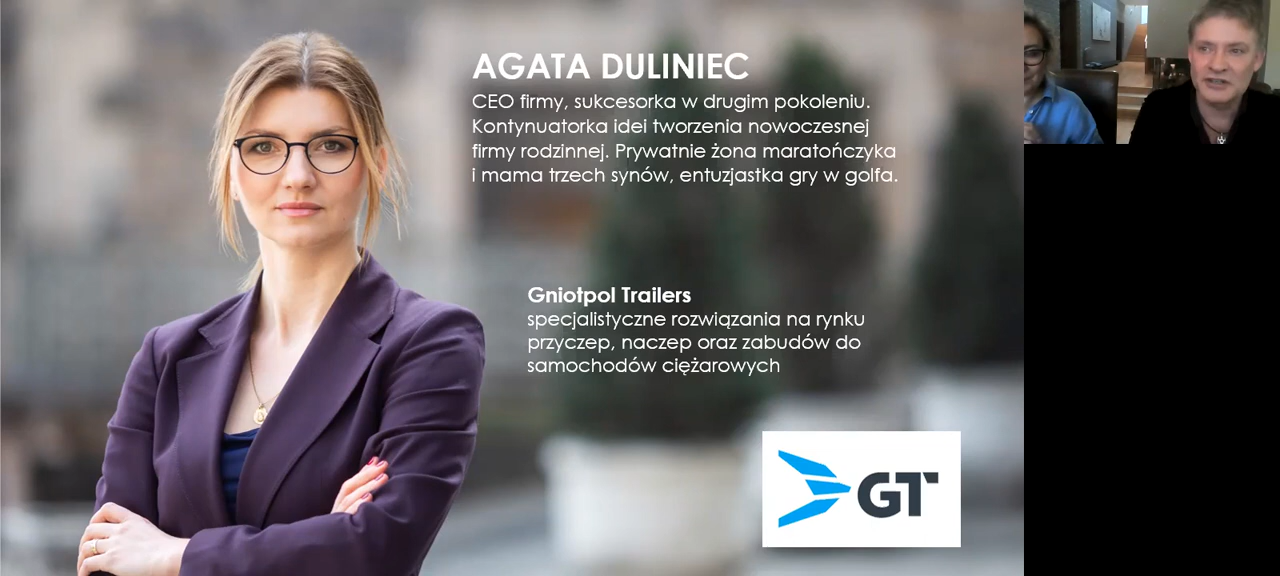 AGATA DULINIEC
CEO firmy, sukcesorka w drugim pokoleniu.
Kontynuatorka idei tworzenia nowoczesnej
firmy rodzinnej. Prywatnie żona maratończyka
i mama trzech synów, entuzjastka gry w golfa.
Gniotpol Trailers
specjalistyczne rozwiązania na rynku
przyczep, naczep oraz zabudów do
samochodów ciężarowych
GT